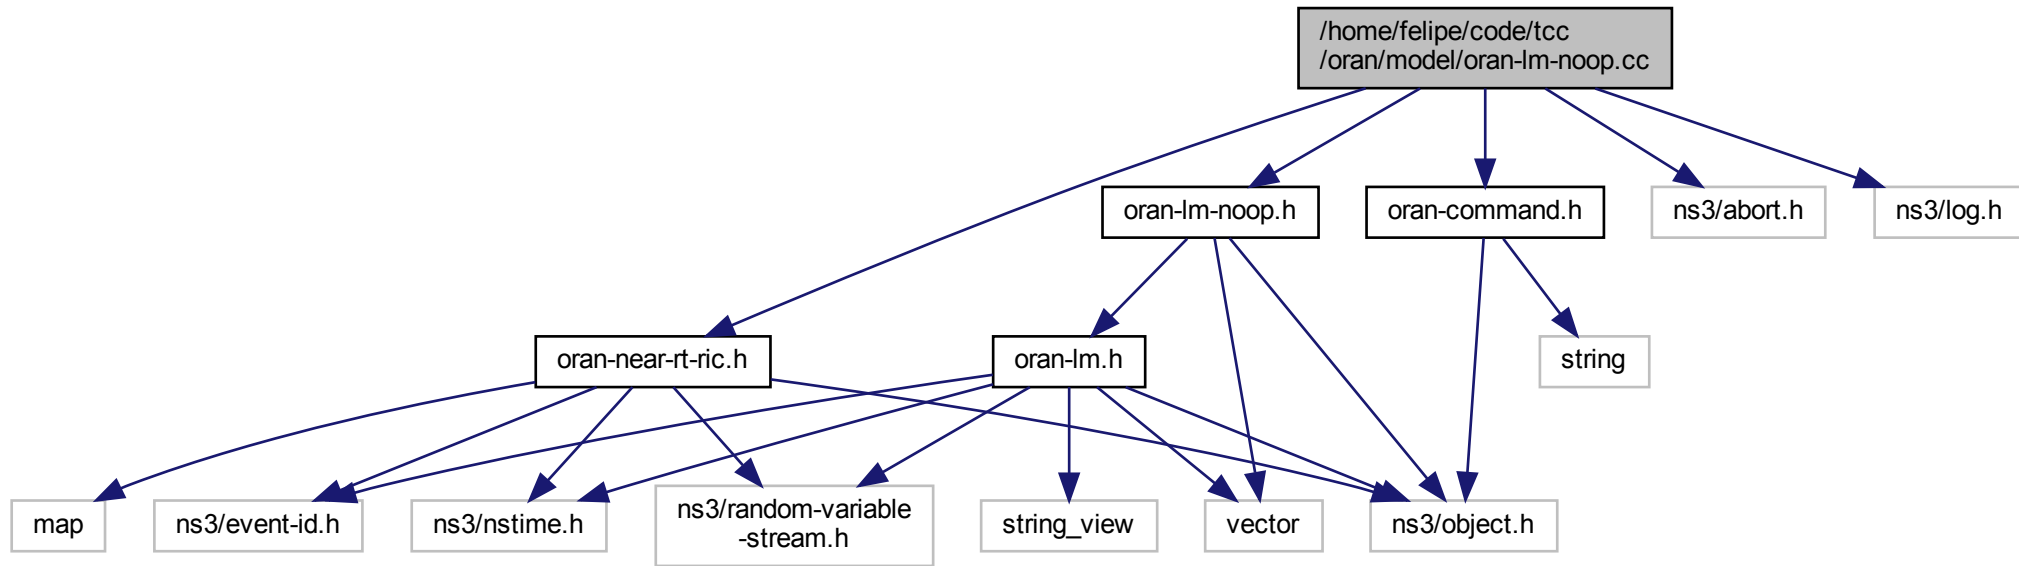 /home/felipe/code/tcc
/oran/model/oran-lm-noop.cc
oran-lm-noop.h
oran-command.h
ns3/abort.h
ns3/log.h
oran-near-rt-ric.h
oran-lm.h
string
map
ns3/event-id.h
ns3/nstime.h
ns3/random-variable
-stream.h
string_view
vector
ns3/object.h